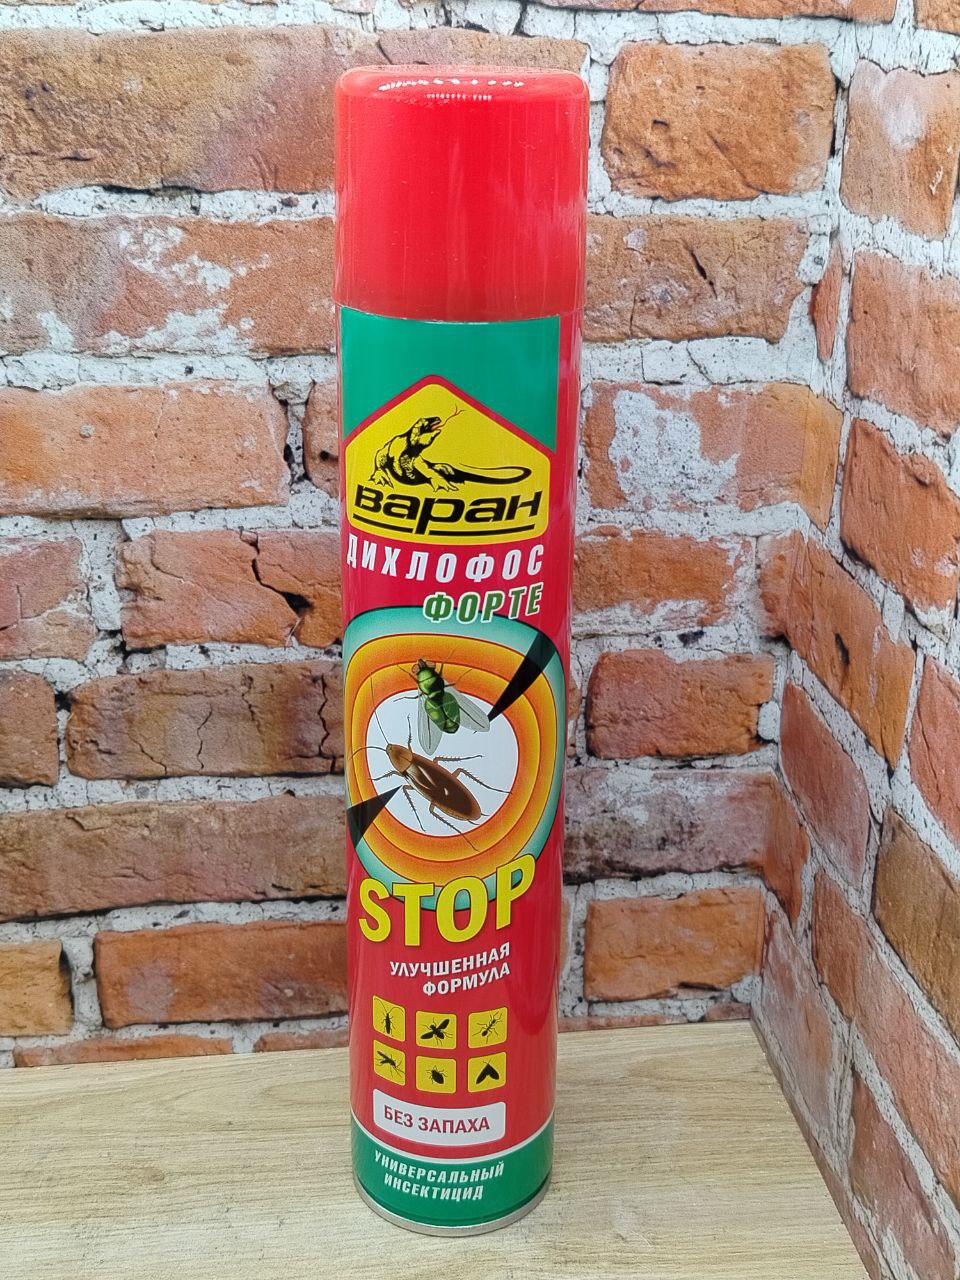 Варан
ДИХЛОФОС
ФОРТЕ
STOP
УЛУЧШЕННАЯ
ФОРМУЛА
БЕЗ ЗАПАХА
УНИВЕРСАЛЬНЫЙ
ИНСЕКТИЦИД